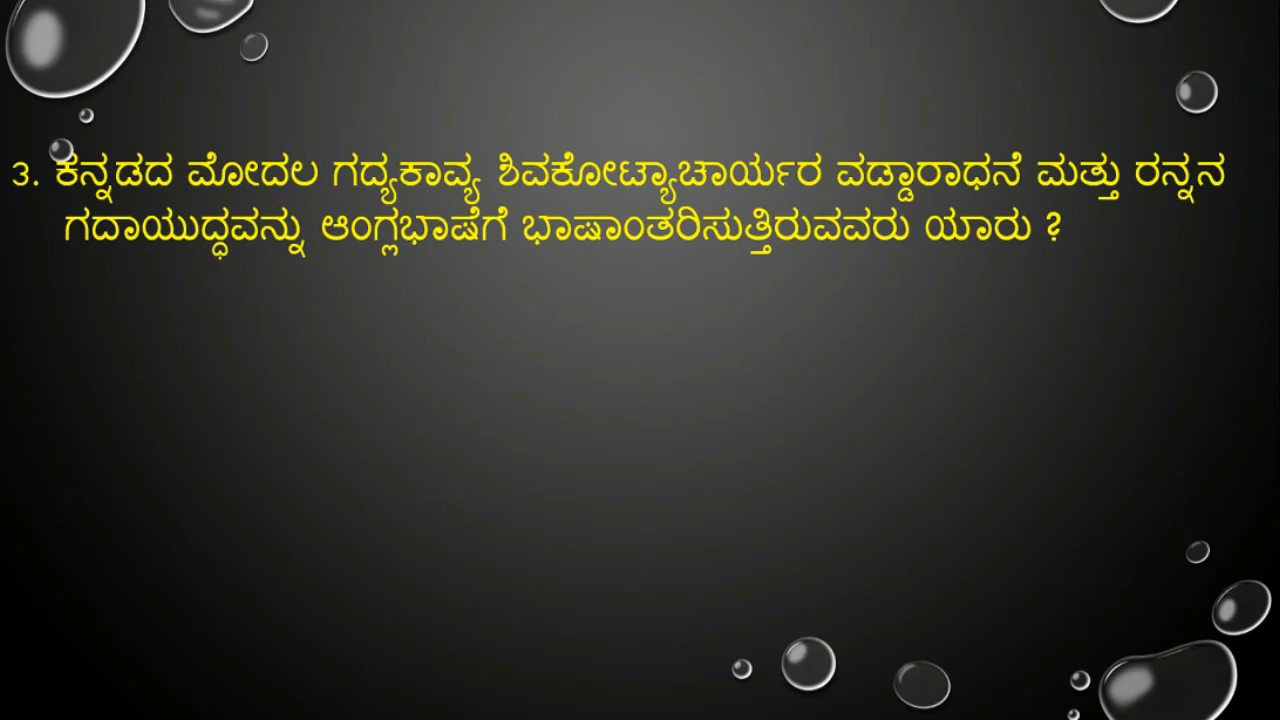 3. ಕನ್ನಡದ ಮೋದಲ ಗದ್ಯಕಾವ್ಯ ಶಿವಕೋಟ್ಯಾಚಾರ್ಯರ ವಡ್ಡಾರಾಧನೆ ಮತ್ತು ರನ್ನನ
ಗದಾಯುದ್ಧವನ್ನು ಆಂಗ್ಲಭಾಷೆಗೆ ಭಾಷಾಂತರಿಸುತ್ತಿರುವವರು ಯಾರು ?